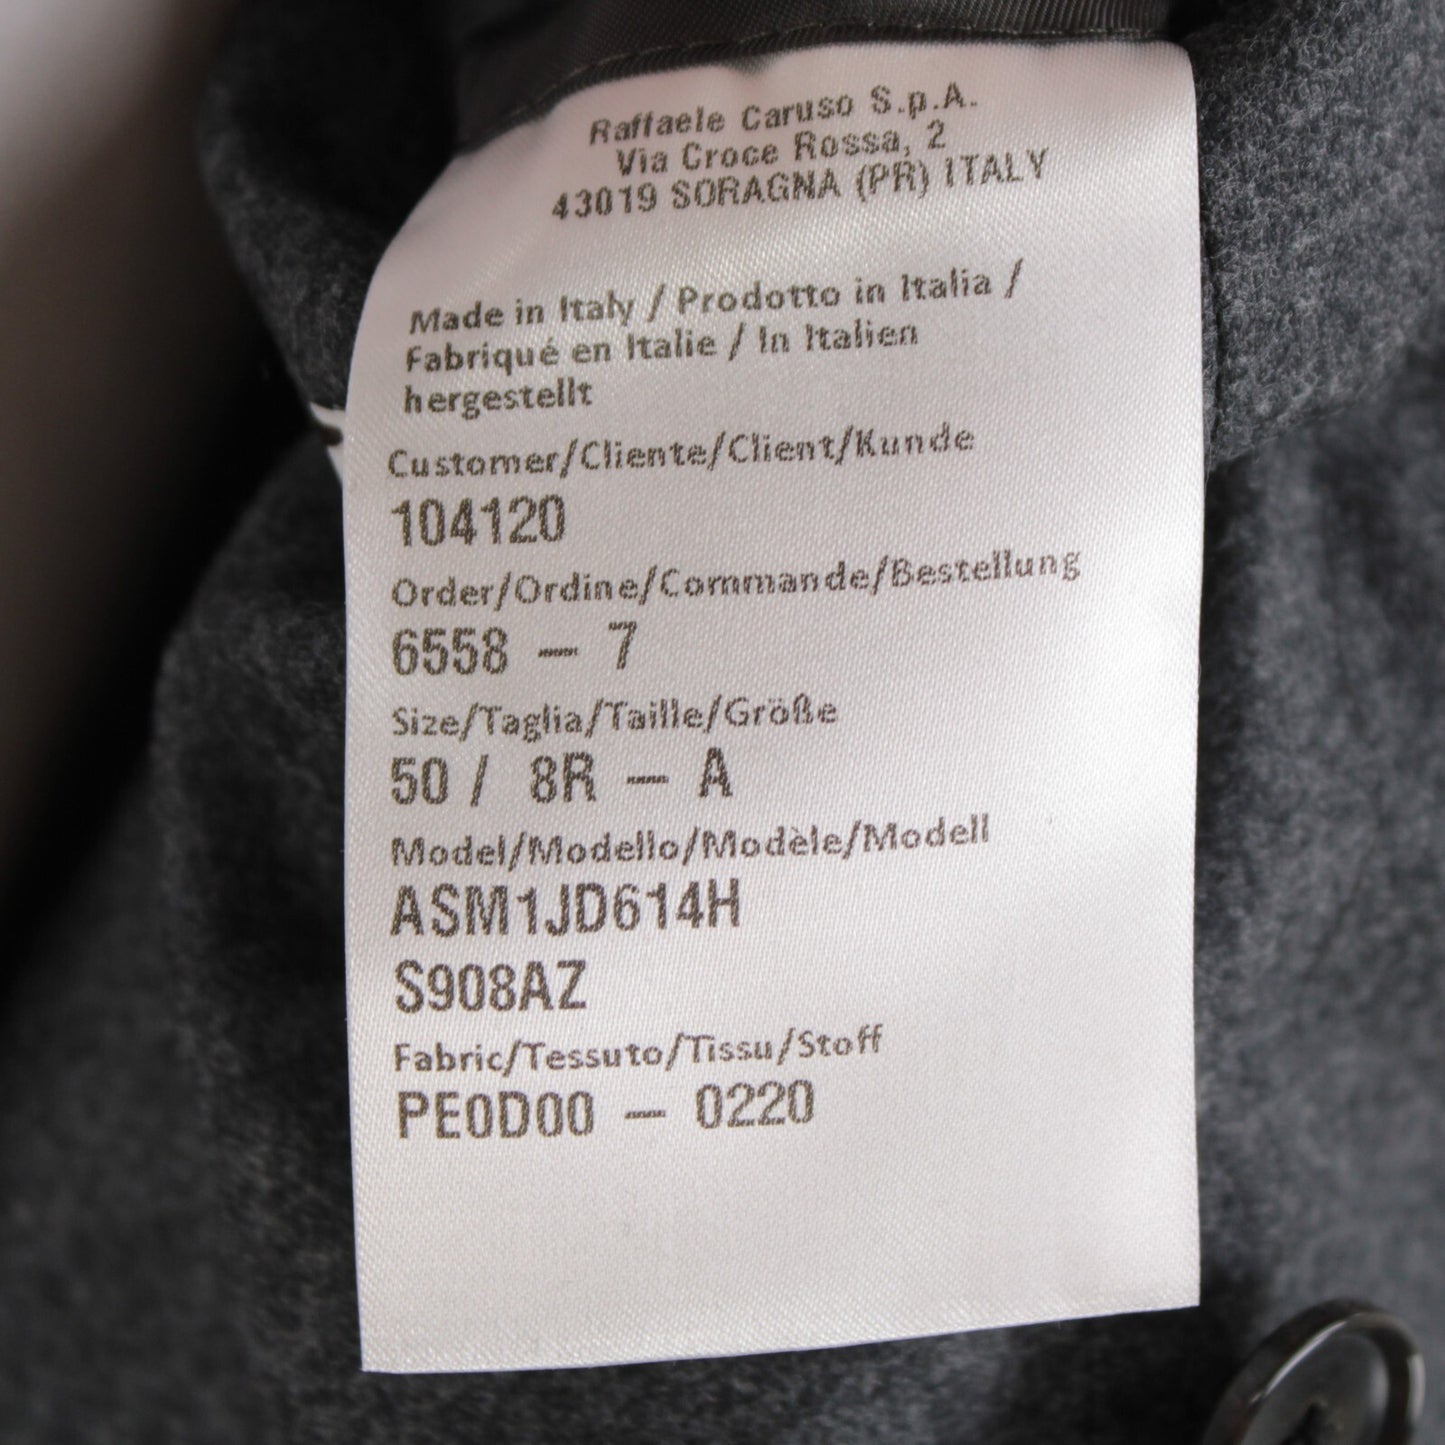 Raffaele Caruso S.p.A.
Via Croce Rossa, 2
43019 SORAGNA (PR) ITALY
Made in Italy / Prodotto in Italia /
Fabriqué en Italie / In Italien
hergestellt
Customer/Cliente/Client/Kunde
104120
Order/Ordine/Commande/Bestellung
6558 – 7
Size/Taglia/Taille/Größe
50 / 8R – A
Model/Modello/Modèle/Modell
ASM1JD614H
S908AZ
Fabric/Tessuto/Tissu/Stoff
PE0D00 – 0220